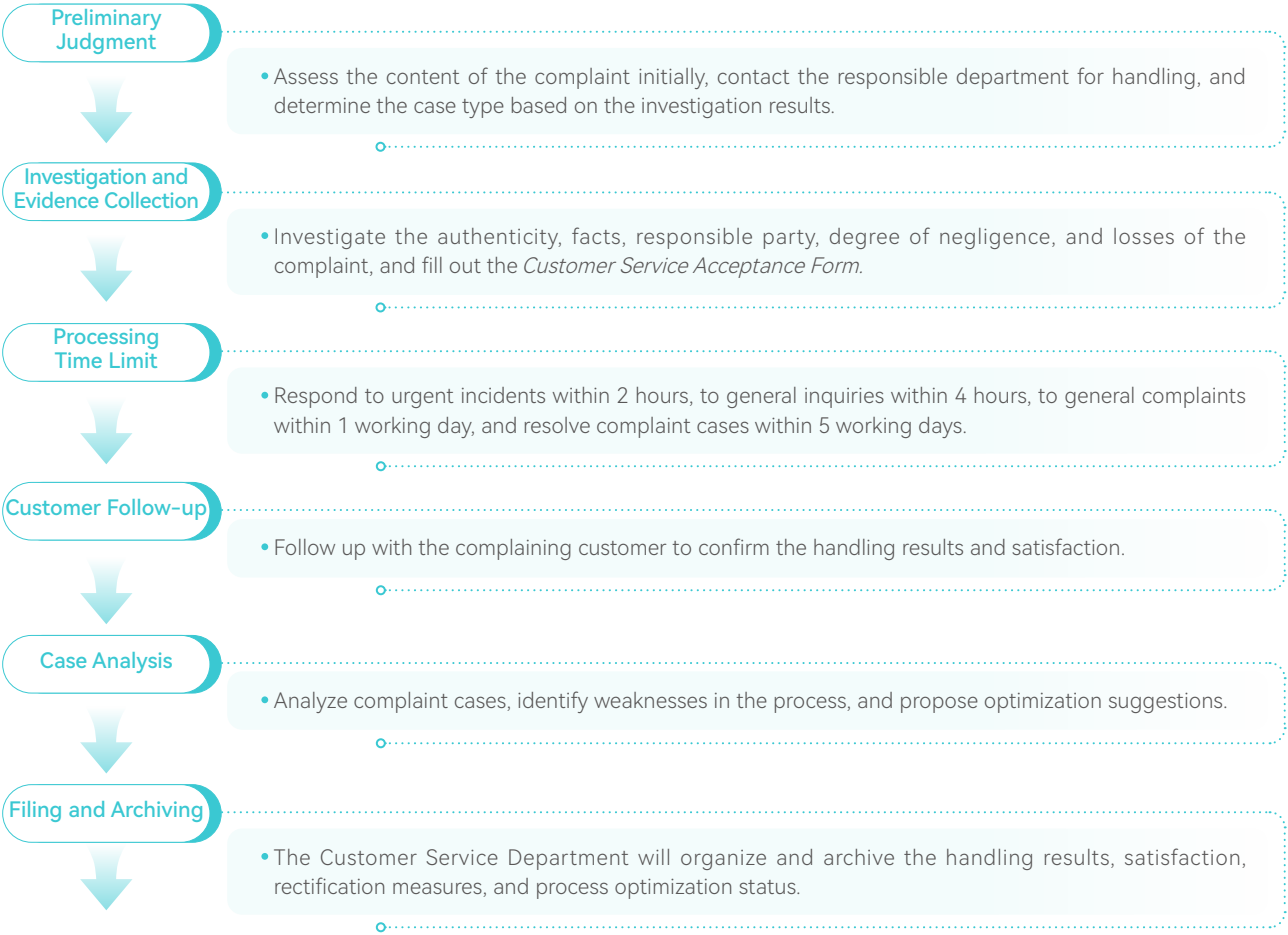 Preliminary
Judgment
• Assess the content of the complaint initially, contact the responsible department for handling, and
determine the case type based on the investigation results.
Investigation and
Evidence Collection
• Investigate the authenticity, facts, responsible party, degree of negligence, and losses of the
complaint, and fill out the Customer Service Acceptance Form.
Processing
Time Limit
• Respond to urgent incidents within 2 hours, to general inquiries within 4 hours, to general complaints
within 1 working day, and resolve complaint cases within 5 working days.
Customer Follow-up
• Follow up with the complaining customer to confirm the handling results and satisfaction.
Case Analysis
• Analyze complaint cases, identify weaknesses in the process, and propose optimization suggestions.
Filing and Archiving
• The Customer Service Department will organize and archive the handling results, satisfaction,
rectification measures, and process optimization status.